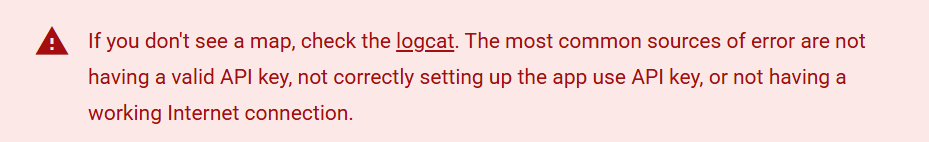 If you don't see a map, check the logcat. The most common sources of error are not
having a valid API key, not correctly setting up the app use API key, or not having a
working Internet connection.